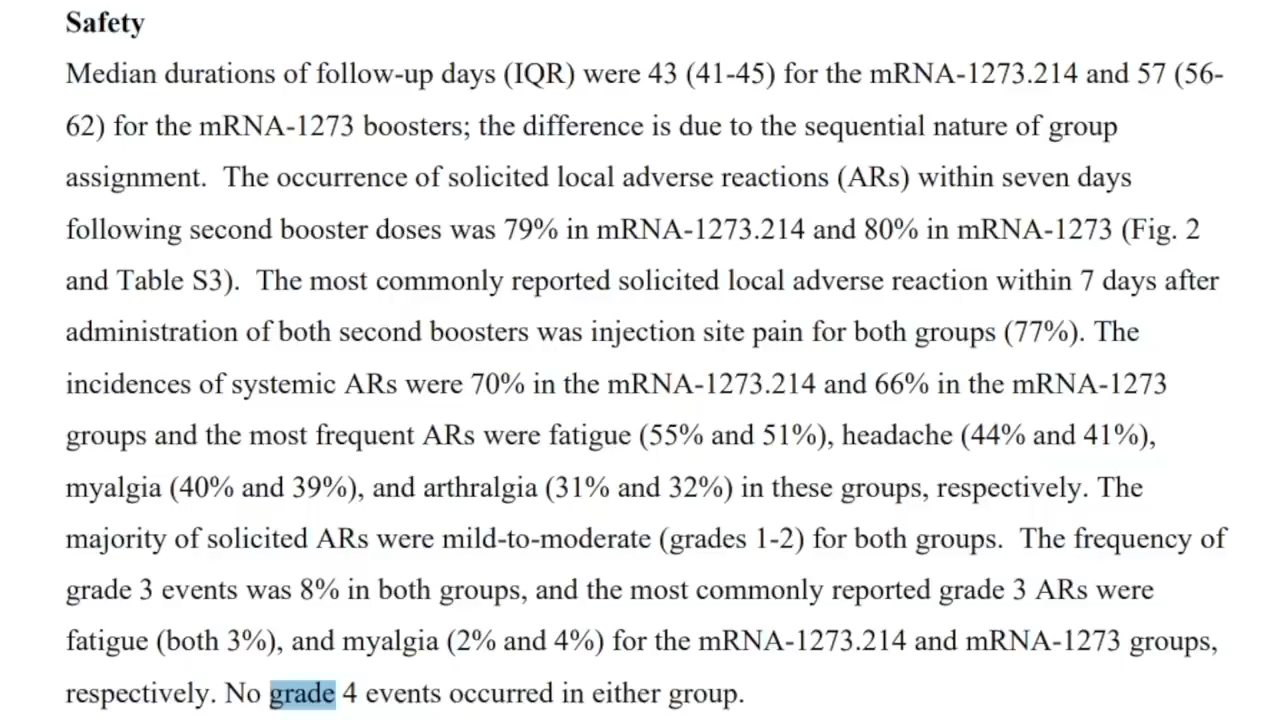 Safety
Median durations of follow-up days (IQR) were 43 (41-45) for the mRNA-1273.214 and 57 (56-
62) for the mRNA-1273 boosters; the difference is due to the sequential nature of group
assignment.  The occurrence of solicited local adverse reactions (ARs) within seven days
following second booster doses was 79% in mRNA-1273.214 and 80% in mRNA-1273 (Fig. 2
and Table S3).  The most commonly reported solicited local adverse reaction within 7 days after
administration of both second boosters was injection site pain for both groups (77%). The
incidences of systemic ARs were 70% in the mRNA-1273.214 and 66% in the mRNA-1273
groups and the most frequent ARs were fatigue (55% and 51%), headache (44% and 41%),
myalgia (40% and 39%), and arthralgia (31% and 32%) in these groups, respectively. The
majority of solicited ARs were mild-to-moderate (grades 1-2) for both groups.  The frequency of
grade 3 events was 8% in both groups, and the most commonly reported grade 3 ARs were
fatigue (both 3%), and myalgia (2% and 4%) for the mRNA-1273.214 and mRNA-1273 groups,
respectively. No grade 4 events occurred in either group.